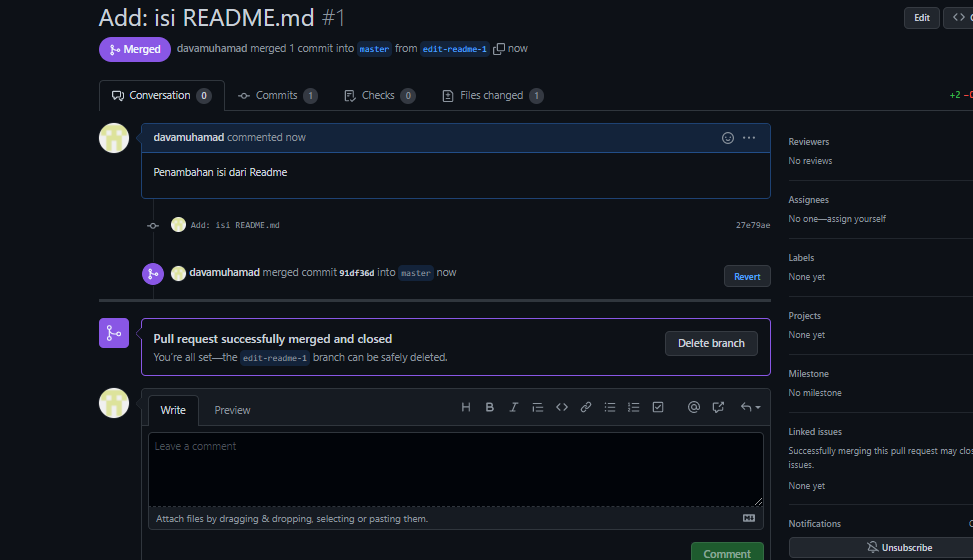 Add: isi README.md #1
Edit
Merged davamuhamad merged 1 commit into master from edit-readme-1 now
Conversation 0 Commits 1 Checks 0 Files changed 1
+2
davamuhamad commented now
Penambahan isi dari Readme
Add: isi README.md 27e79ae
davamuhamad merged commit 91df36d into master now
Revert
Pull request successfully merged and closed
You're all set—the edit-readme-1 branch can be safely deleted.
Delete branch
Write Preview
Leave a comment
Attach files by dragging & dropping, selecting or pasting them.
Comment
Reviewers
No reviews
Assignees
No one—assign yourself
Labels
None yet
Projects
None yet
Milestone
No milestone
Linked issues
Successfully merging this pull request may
issues.
None yet
Notifications
Unsubscribe